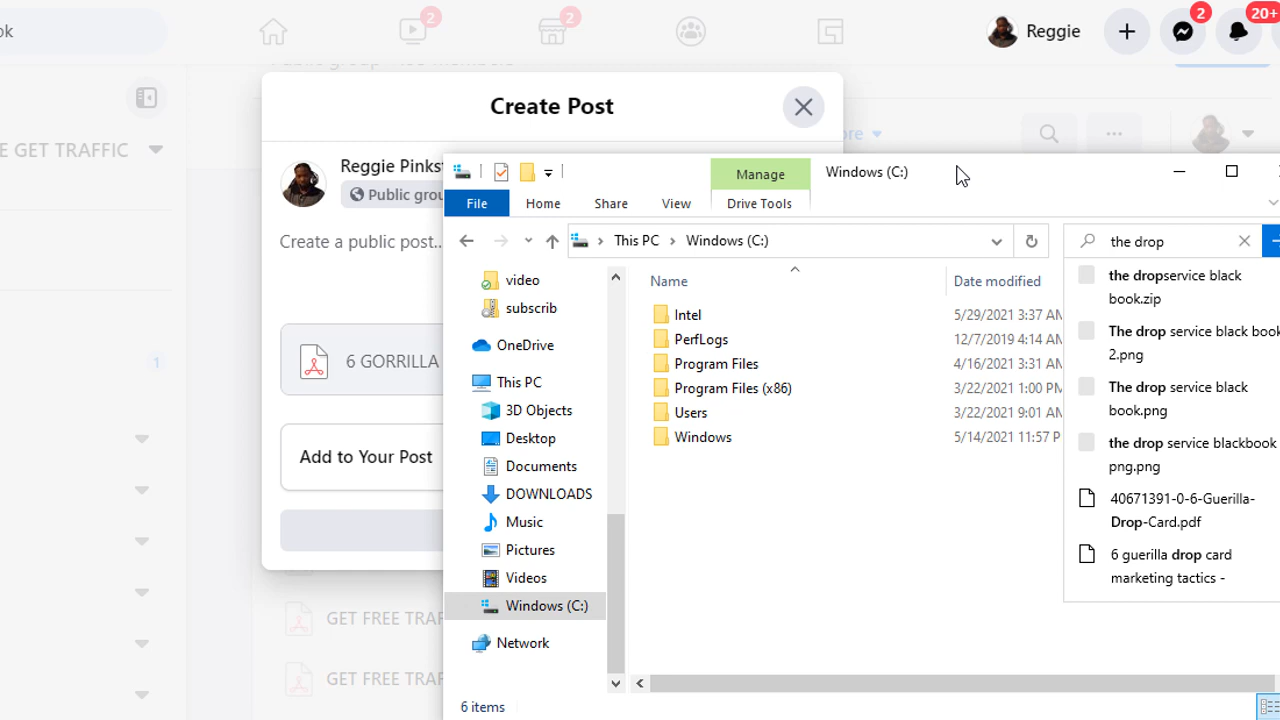 ok
2
2
Reggie
2
20+
Public group
members
Create Post
ore
E GET TRAFFIC
Reggie Pinks
Public grou
Create a public post..
6 GORRILLA
Add to Your Post
1
GET FREE TRAF
GET FREE TRAF
Manage
Windows (C:)
File
Home
Share
View
Drive Tools
This PC
Windows (C:)
the drop
video
subscrib
OneDrive
This PC
3D Objects
Desktop
Documents
DOWNLOADS
Music
Pictures
Videos
Windows (C:)
Network
Name
Date modified
Intel
5/29/2021 3:37 AM
PerfLogs
12/7/2019 4:14 AM
Program Files
4/16/2021 3:31 AM
Program Files (x86)
3/22/2021 1:00 PM
Users
3/22/2021 9:01 AM
Windows
5/14/2021 11:57 P
the dropservice black
book.zip
The drop service black book
2.png
The drop service black
book.png
the drop service blackbook
png.png
40671391-0-6-Guerilla-
Drop-Card.pdf
6 guerilla drop card
marketing tactics -
6 items